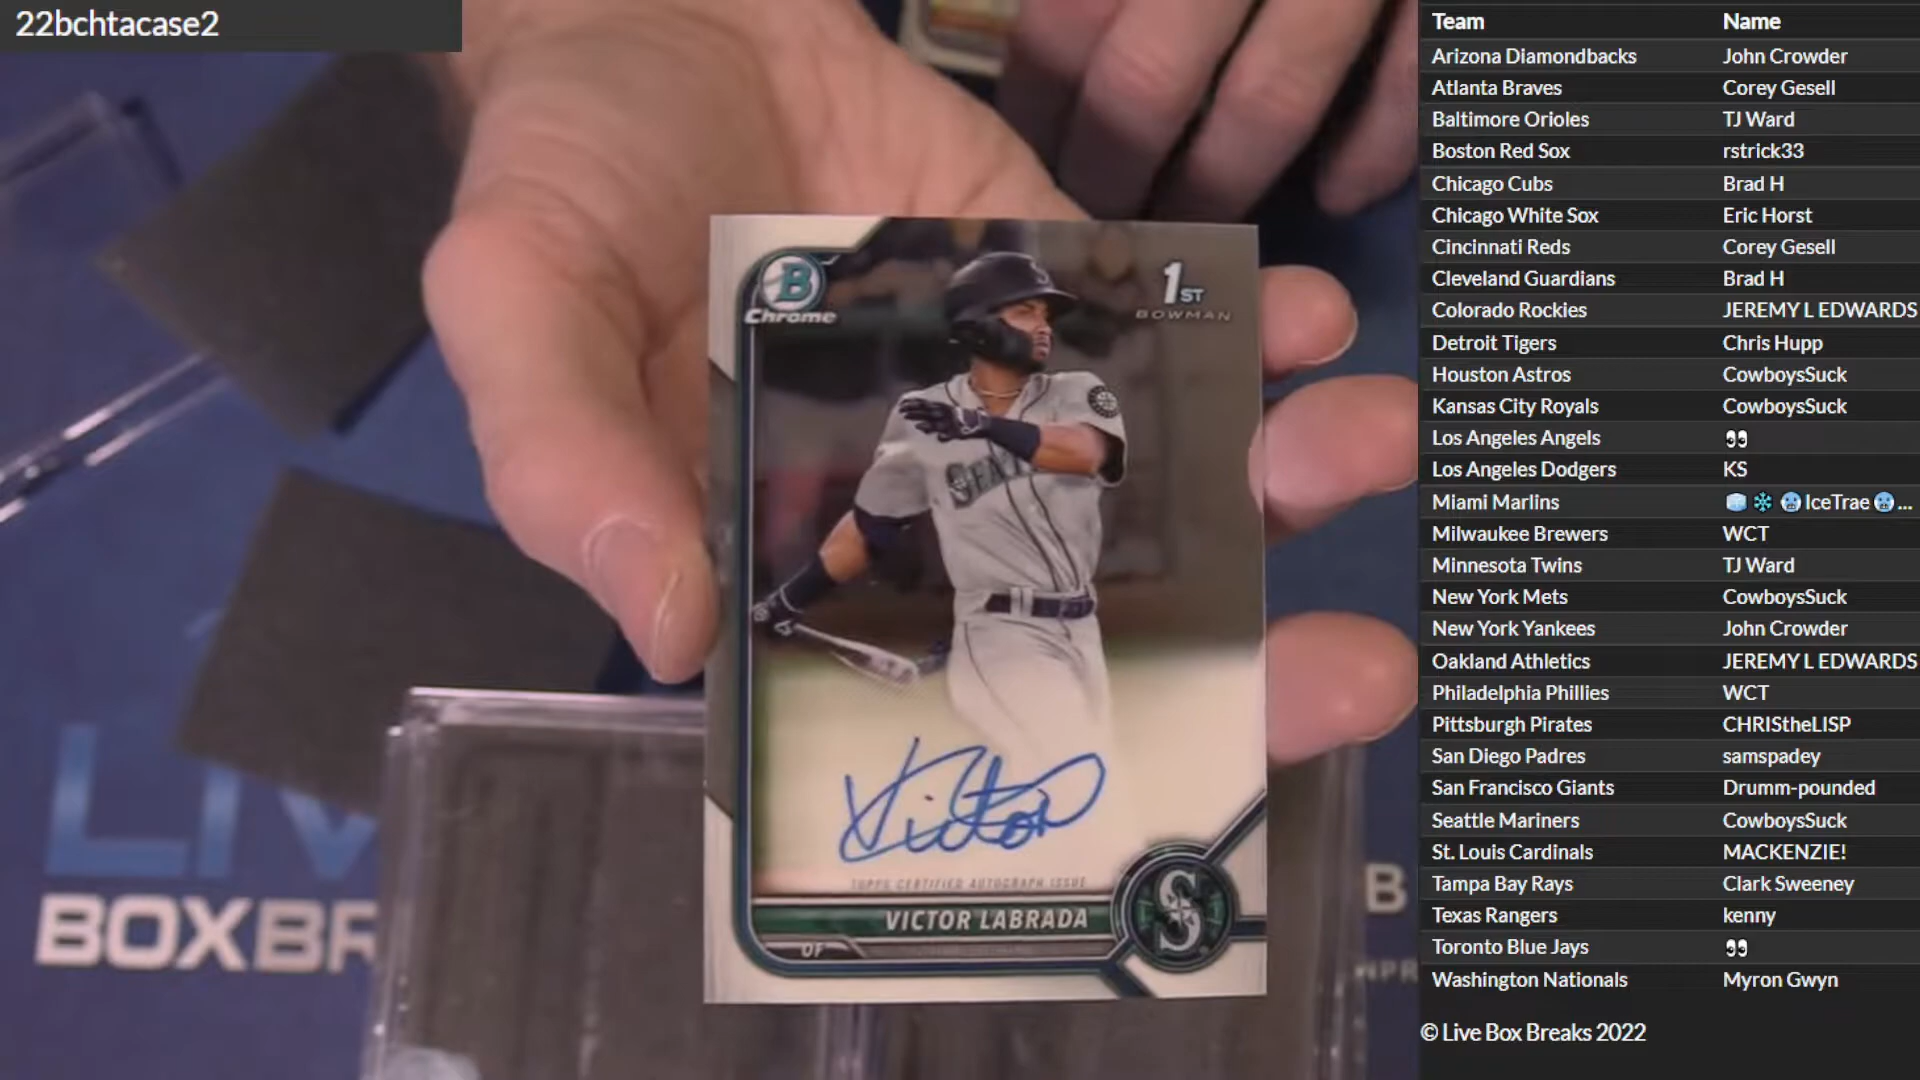 22bchtacase2
Team Name
Arizona Diamondbacks John Crowder
Atlanta Braves Corey Gesell
Baltimore Orioles TJ Ward
Boston Red Sox rstrick33
Chicago Cubs Brad H
Chicago White Sox Eric Horst
Cincinnati Reds Corey Gesell
Cleveland Guardians Brad H
Colorado Rockies JEREMY L EDWARDS
Detroit Tigers Chris Hupp
Houston Astros CowboysSuck
Kansas City Royals CowboysSuck
Los Angeles Angels 👀
Los Angeles Dodgers KS
Miami Marlins 🧊❄️🥶IceTrae🥶...
Milwaukee Brewers WCT
Minnesota Twins TJ Ward
New York Mets CowboysSuck
New York Yankees John Crowder
Oakland Athletics JEREMY L EDWARDS
Philadelphia Phillies WCT
Pittsburgh Pirates CHRIStheLISP
San Diego Padres samspadey
San Francisco Giants Drumm-pounded
Seattle Mariners CowboysSuck
St. Louis Cardinals MACKENZIE!
Tampa Bay Rays Clark Sweeney
Texas Rangers kenny
Toronto Blue Jays 👀
Washington Nationals Myron Gwyn
© Live Box Breaks 2022
B
Chrome
1ST
BOWMAN
SEA
Victor
TOPPS CERTIFIED AUTOGRAPH ISSUE
VICTOR LABRADA
OF
S
LIV
BOXBR
B